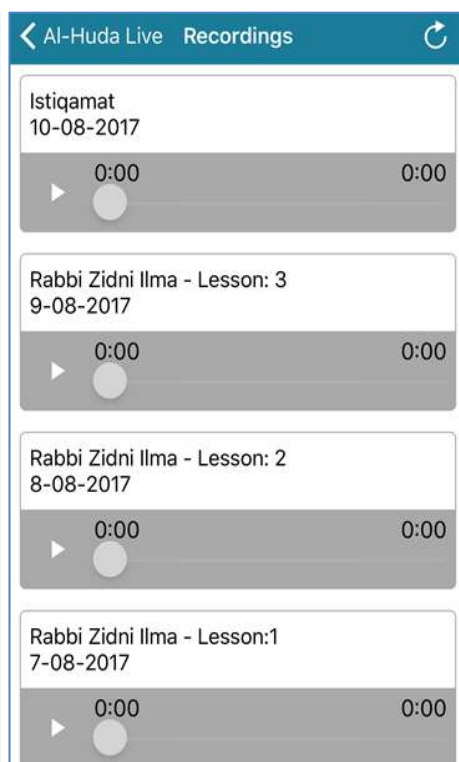 Al-Huda Live Recordings
Istiqamat
10-08-2017
0:00 0:00
Rabbi Zidni Ilma - Lesson: 3
9-08-2017
0:00 0:00
Rabbi Zidni Ilma - Lesson: 2
8-08-2017
0:00 0:00
Rabbi Zidni Ilma - Lesson:1
7-08-2017
0:00 0:00